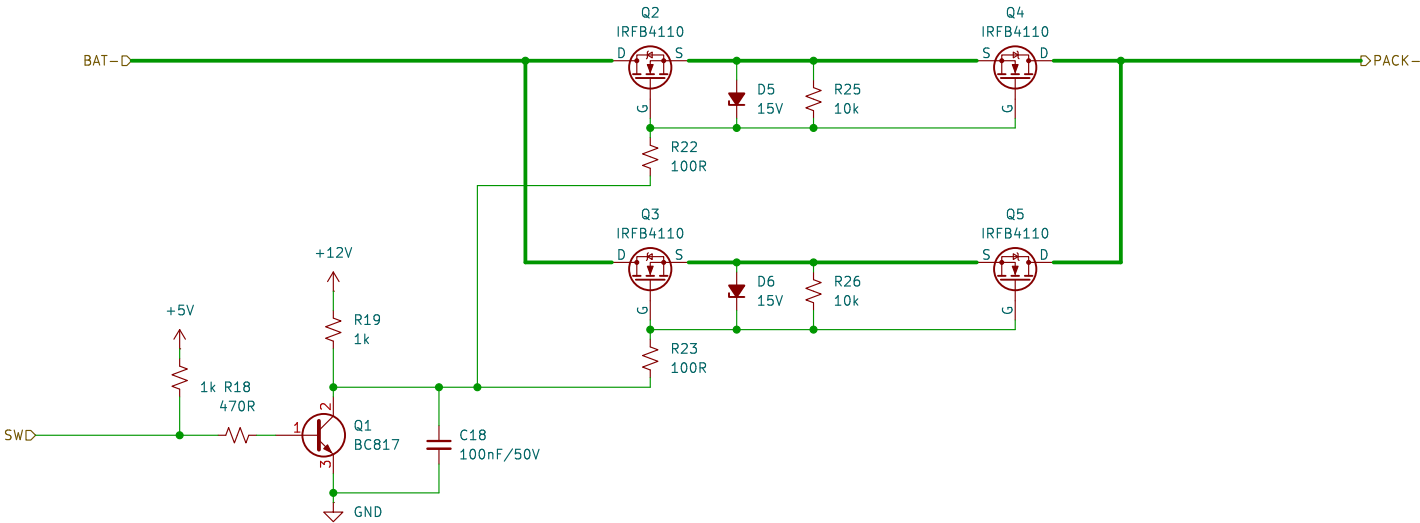 Q2
IRFB4110
Q4
IRFB4110
BAT-
D
S
S
D
PACK-
G
D5
15V
R25
10k
G
R22
100R
Q3
IRFB4110
Q5
IRFB4110
D
S
S
D
+12V
G
D6
15V
R26
10k
G
+5V
R19
1k
R23
100R
1k R18
470R
2
SW
1
Q1
BC817
3
C18
100nF/50V
GND